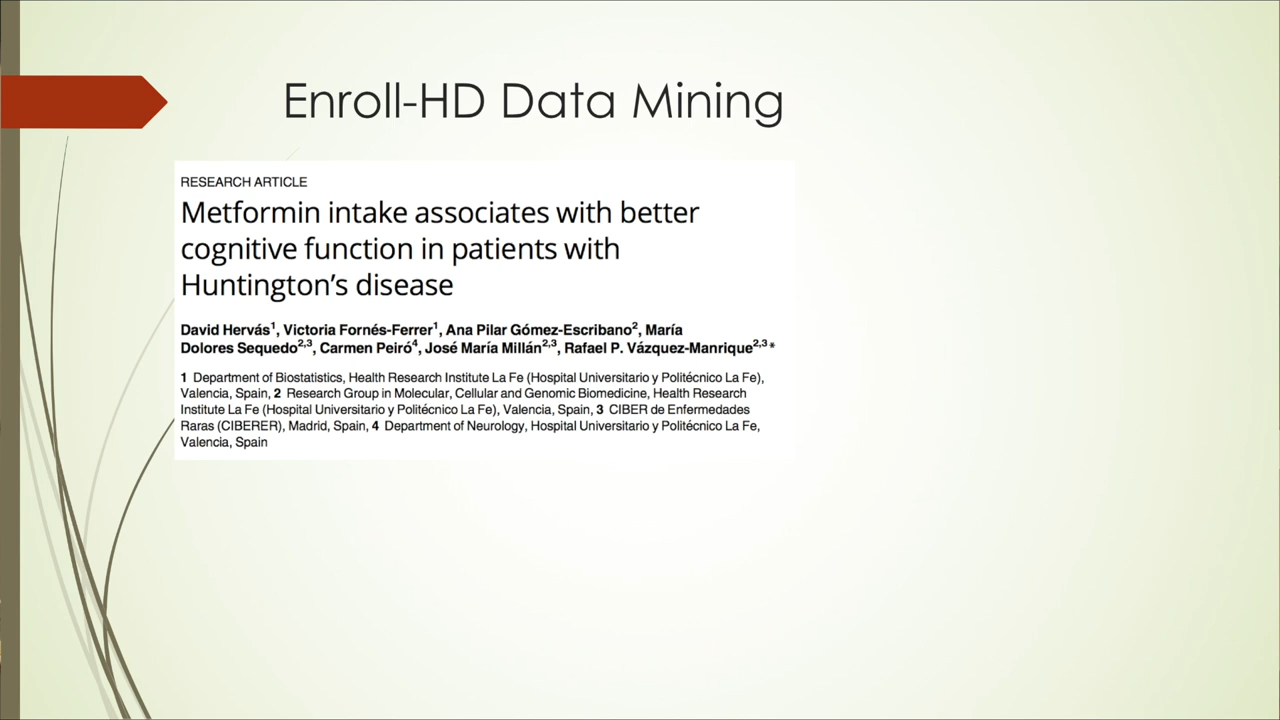 Enroll-HD Data Mining
RESEARCH ARTICLE
Metformin intake associates with better
cognitive function in patients with
Huntington’s disease
David Hervás1, Victoria Fornés-Ferrer1, Ana Pilar Gómez-Escribano2, María
Dolores Sequedo2,3, Carmen Peiró4, José María Millán2,3, Rafael P. Vázquez-Manrique2,3*
1 Department of Biostatistics, Health Research Institute La Fe (Hospital Universitario y Politécnico La Fe),
Valencia, Spain, 2 Research Group in Molecular, Cellular and Genomic Biomedicine, Health Research
Institute La Fe (Hospital Universitario y Politécnico La Fe), Valencia, Spain, 3 CIBER de Enfermedades
Raras (CIBERER), Madrid, Spain, 4 Department of Neurology, Hospital Universitario y Politécnico La Fe,
Valencia, Spain